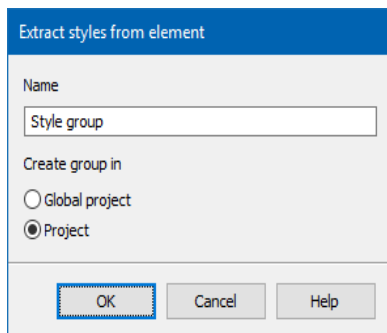 Extract styles from element
Name
Style group
Create group in
Global project
Project
OK Cancel Help